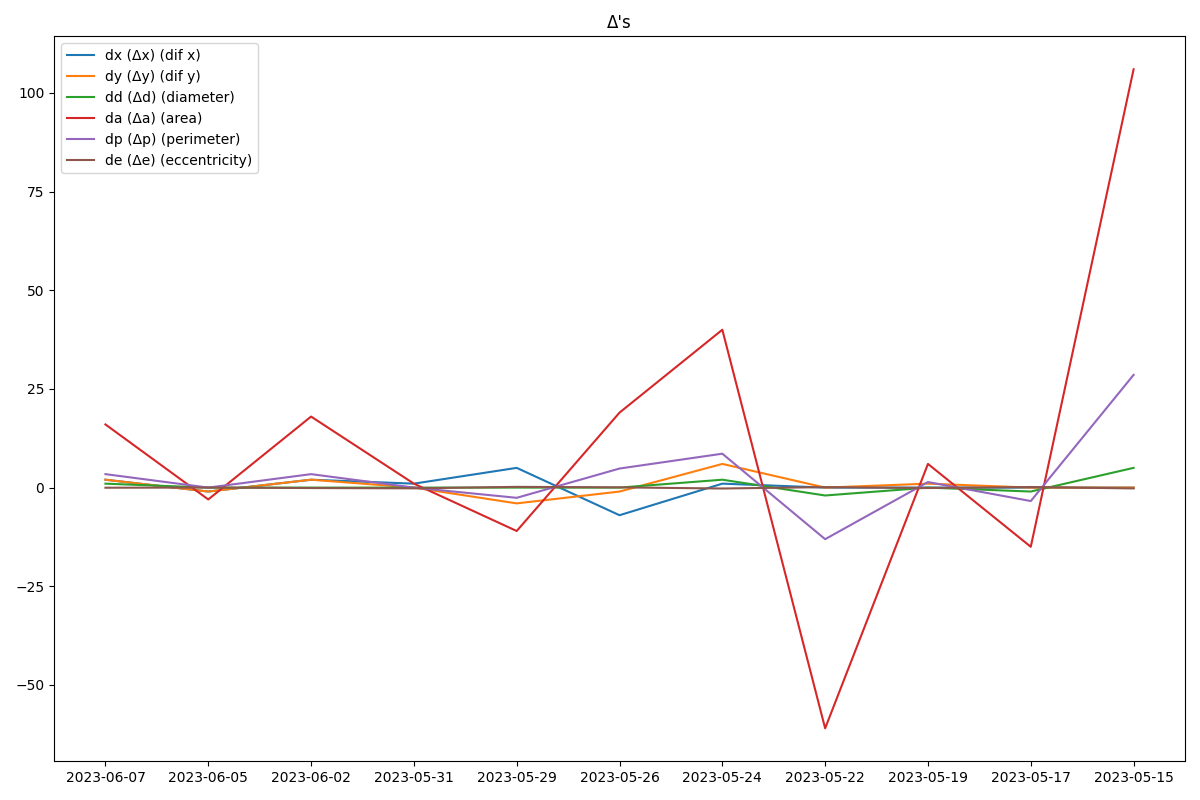 Δ's
dx (Δx) (dif x)
dy (Δy) (dif y)
dd (Δd) (diameter)
da (Δa) (area)
dp (Δp) (perimeter)
de (Δe) (eccentricity)
100
75
50
25
0
−25
−50
2023-06-07 2023-06-05 2023-06-02 2023-05-31 2023-05-29 2023-05-26 2023-05-24 2023-05-22 2023-05-19 2023-05-17 2023-05-15